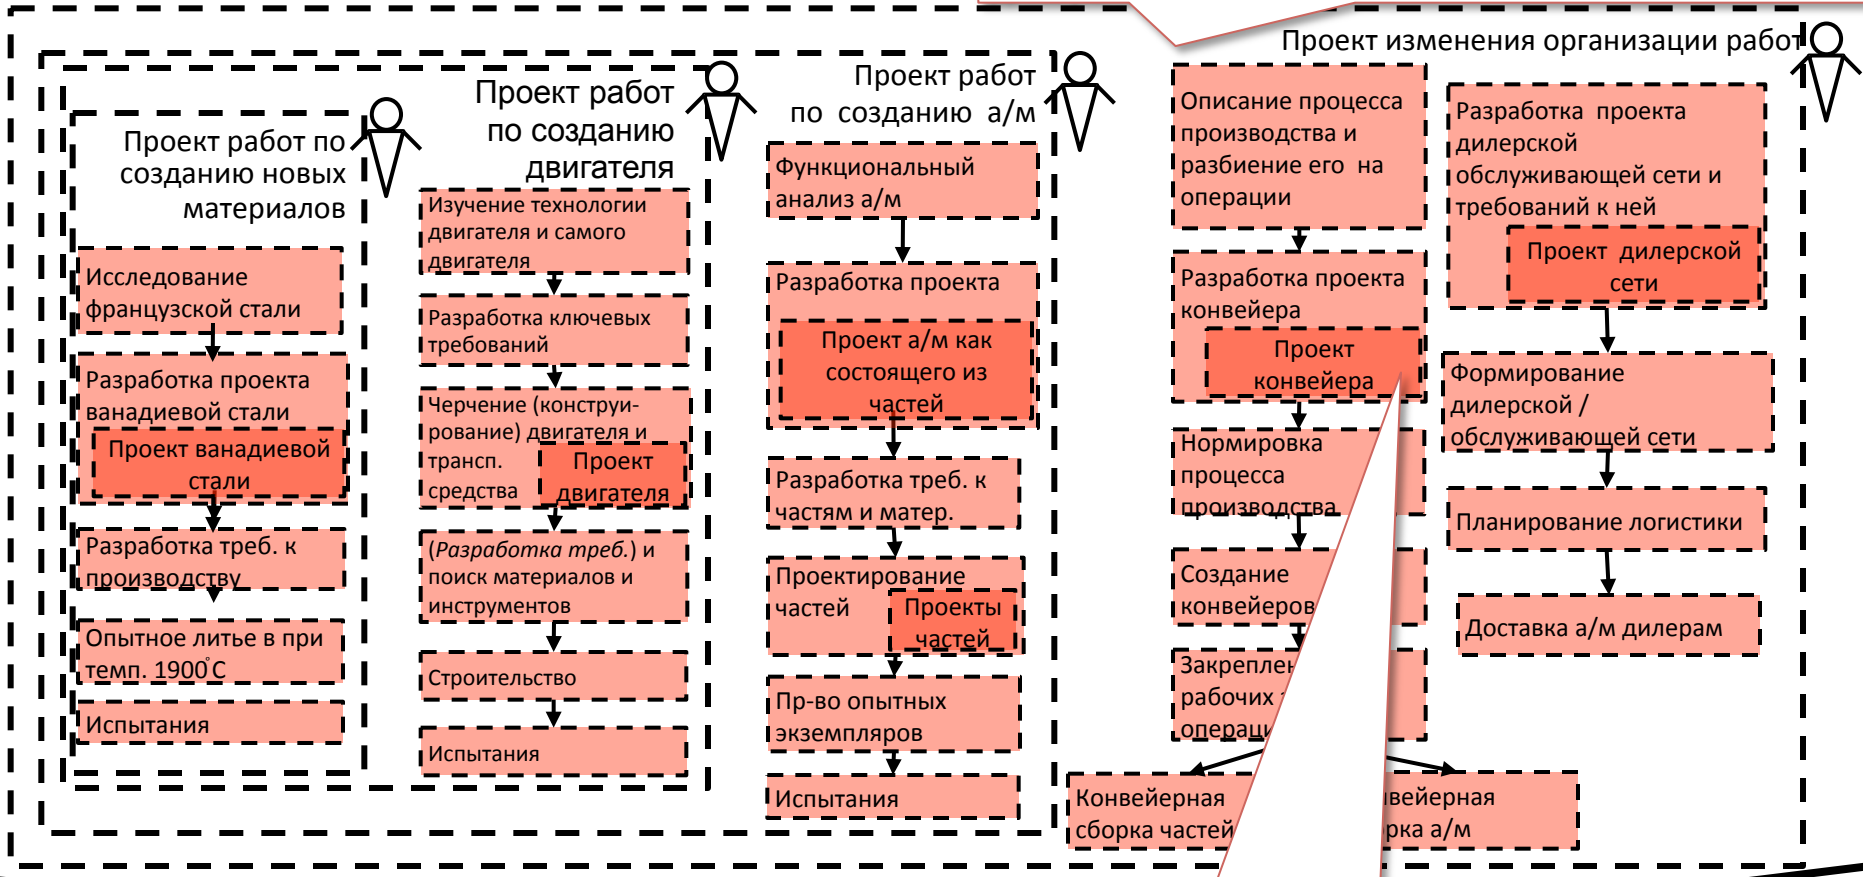 Проект изменения организации работ
Проект работ по
созданию новых
материалов
Исследование
французской стали
Разработка проекта
ванадиевой стали
Проект ванадиевой
стали
Разработка треб. к
производству
Опытное литье в при
темп. 1900°С
Испытания
Проект работ
по созданию
двигателя
Изучение технологии
двигателя и самого
двигателя
Разработка ключевых
требований
Черчение (конструи-
рование) двигателя и
трансп.
средства
Проект
двигателя
(Разработка треб.) и
поиск материалов и
инструментов
Строительство
Испытания
Проект работ
по созданию а/м
Функциональный
анализ а/м
Разработка проекта
Проект а/м как
состоящего из
частей
Разработка треб. к
частям и матер.
Проектирование
частей
Проекты
частей
Пр-во опытных
экземпляров
Испытания
Описание процесса
производства и
разбиение его на
операции
Разработка проекта
конвейера
Проект
конвейера
Нормировка
процесса
производства
Создание
конвейеров
Закреплен
рабочих
операци
Конвейерная
сборка частей
вейерная
рка а/м
Разработка проекта
дилерской
обслуживающей сети и
требований к ней
Проект дилерской
сети
Формирование
дилерской /
обслуживающей сети
Планирование логистики
Доставка а/м дилерам